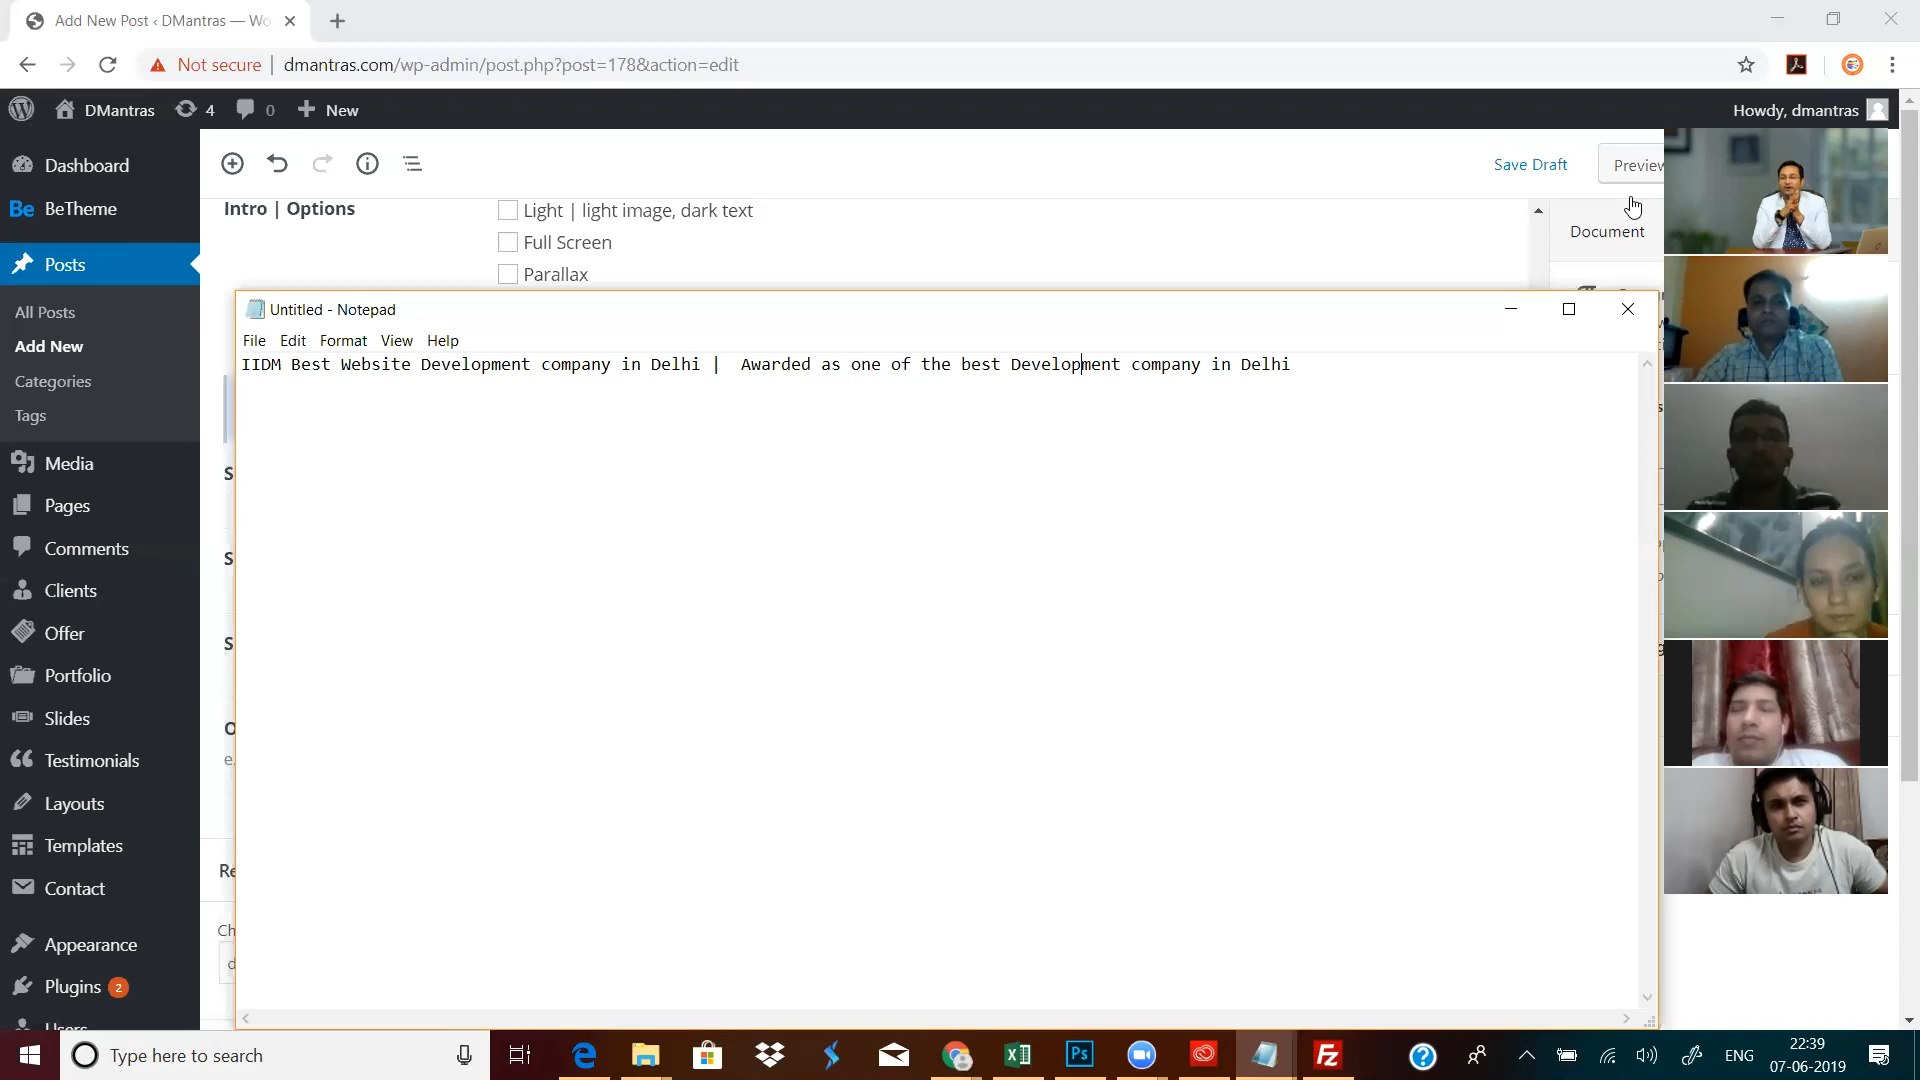 Add New Post ‹ DMantras — Wo
Not secure | dmantras.com/wp-admin/post.php?post=178&action=edit
DMantras 4 0 New
Howdy, dmantras
Dashboard
BeTheme
Posts
All Posts
Add New
Categories
Tags
Media
Pages
Comments
Clients
Offer
Portfolio
Slides
Testimonials
Layouts
Templates
Contact
Appearance
Plugins 2
Users
Save Draft
Preview
Intro | Options
Light | light image, dark text
Full Screen
Parallax
Document
Untitled - Notepad
File Edit Format View Help
IIDM Best Website Development company in Delhi |  Awarded as one of the best Development company in Delhi
S
S
S
O
e.
Re
Ch
d
Type here to search
ENG
22:39
07-06-2019